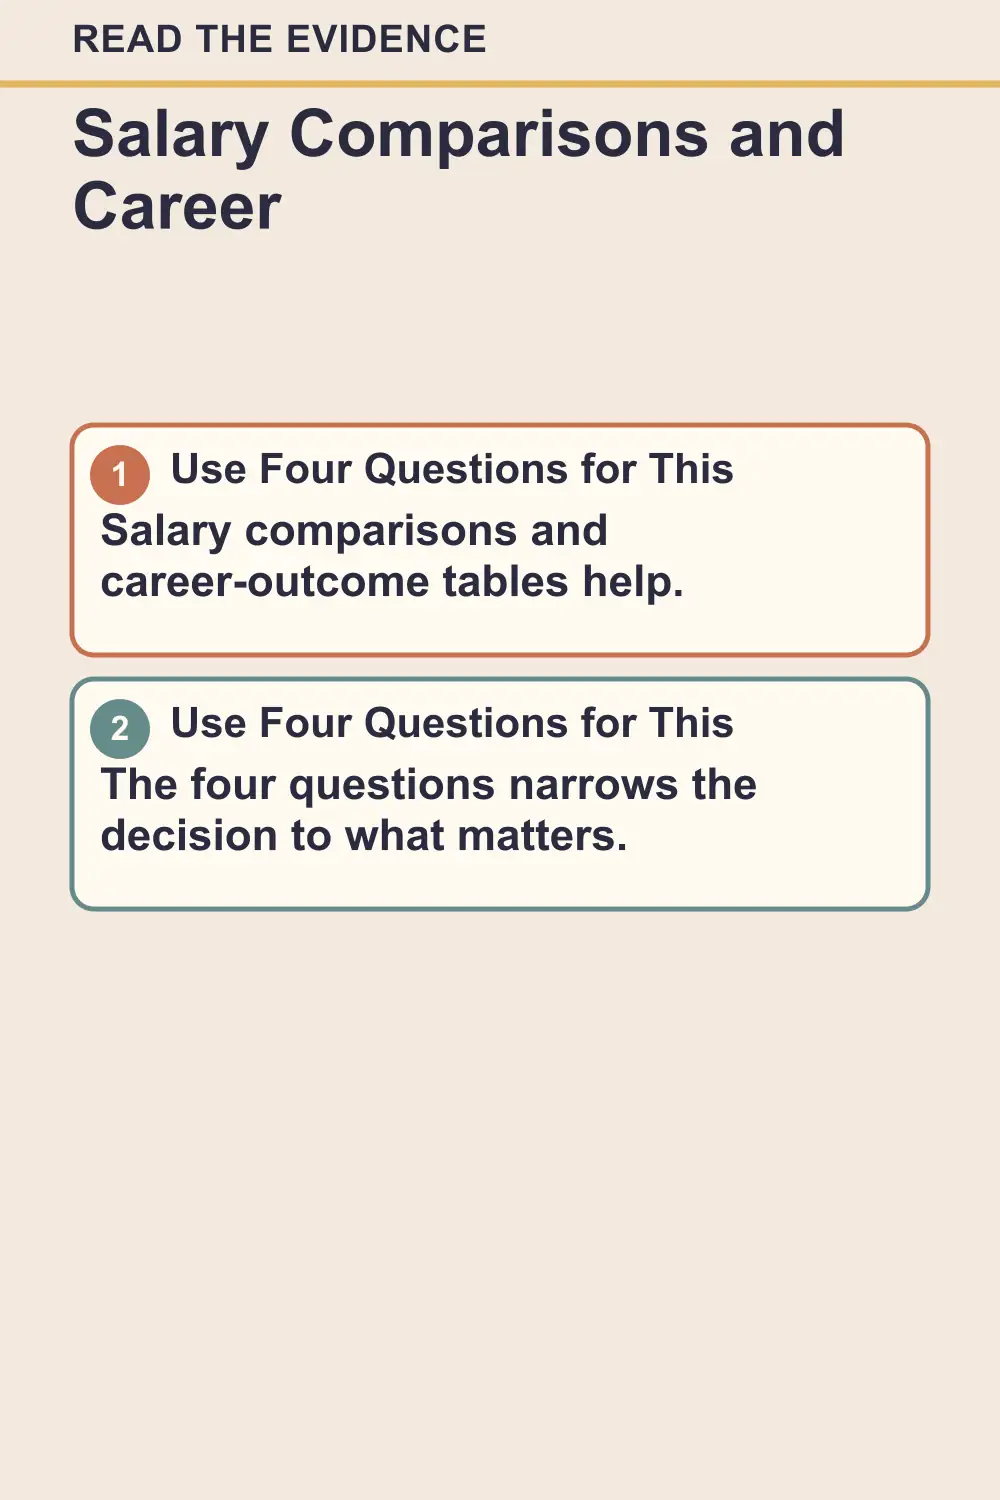 READ THE EVIDENCE
Salary Comparisons and
Career
1 Use Four Questions for This
Salary comparisons and
career-outcome tables help.
2 Use Four Questions for This
The four questions narrows the
decision to what matters.